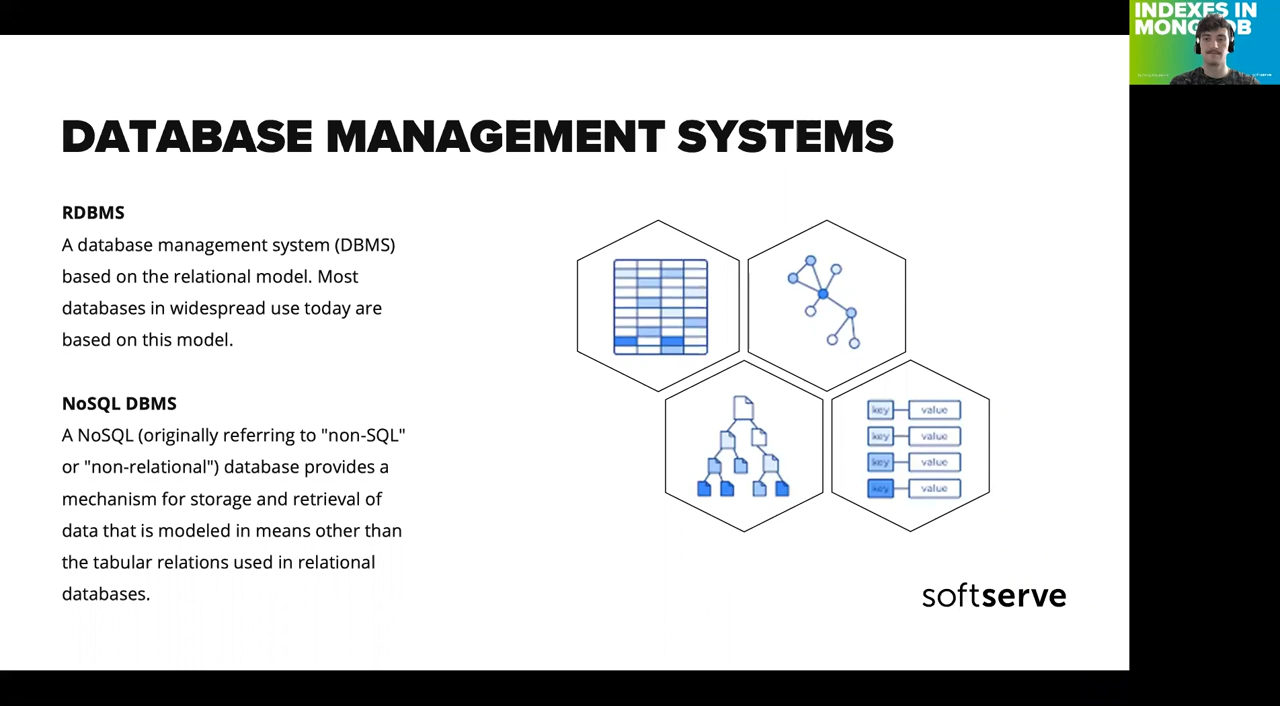 INDEXES IN
DATABASE MANAGEMENT SYSTEMS
RDBMS
A database management system (DBMS)
based on the relational model. Most
databases in widespread use today are
based on this model.
NoSQL DBMS
A NoSQL (originally referring to "non-SQL"
or "non-relational") database provides a
mechanism for storage and retrieval of
data that is modeled in means other than
the tabular relations used in relational
databases.
key value
key value
key value
key value
softserve